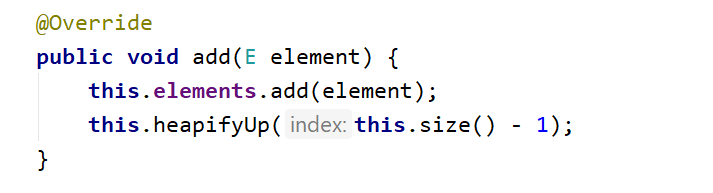 @Override
public void add(E element) {
    this.elements.add(element);
    this.heapifyUp( index: this.size() - 1);
}